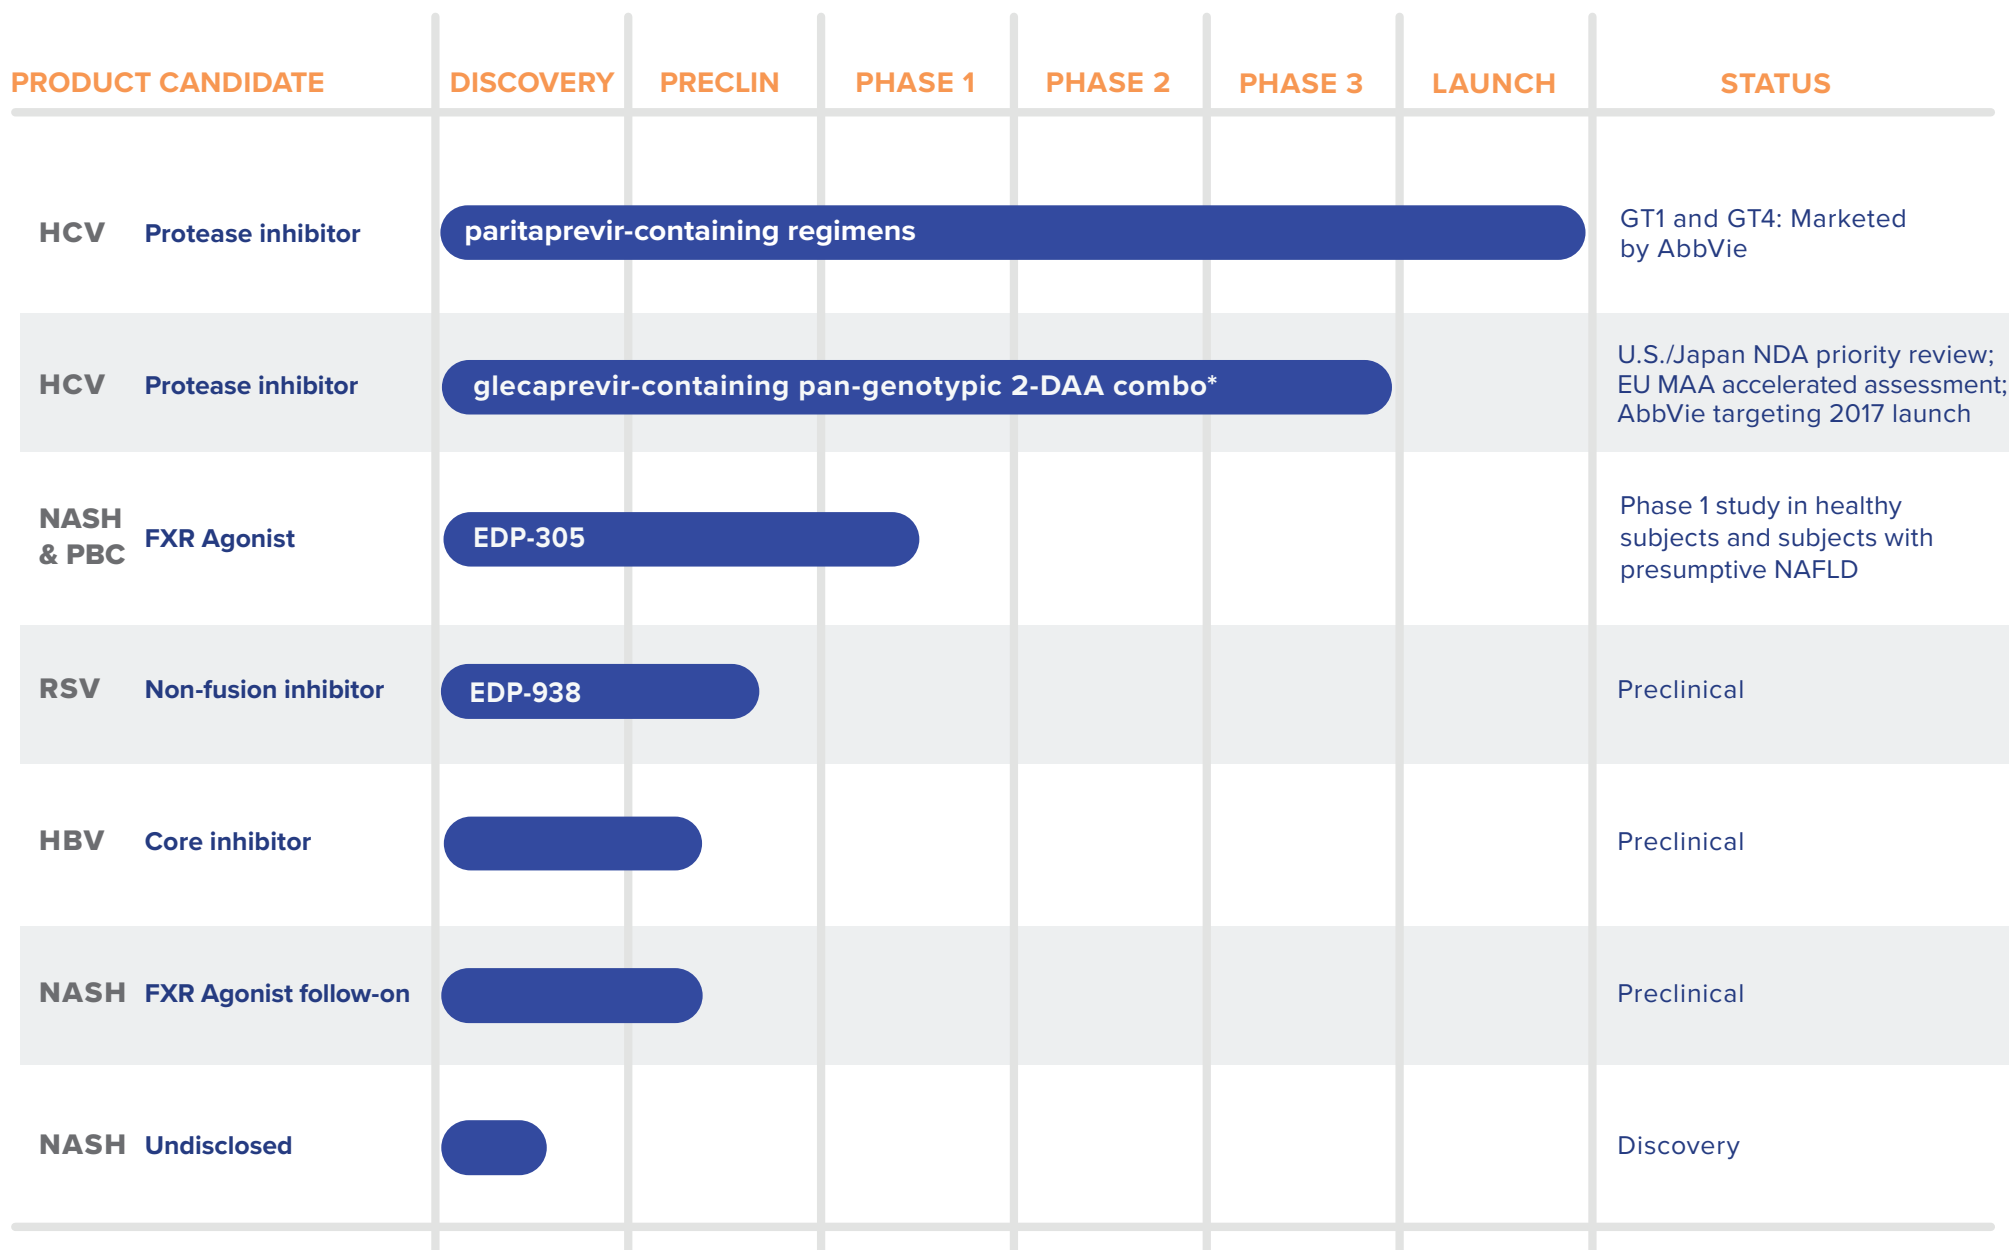 PRODUCT CANDIDATE DISCOVERY PRECLIN PHASE 1 PHASE 2 PHASE 3 LAUNCH STATUS
HCV Protease inhibitor paritaprevir-containing regimens GT1 and GT4: Marketed
by AbbVie
HCV Protease inhibitor glecaprevir-containing pan-genotypic 2-DAA combo* U.S./Japan NDA priority review;
EU MAA accelerated assessment;
AbbVie targeting 2017 launch
NASH
& PBC FXR Agonist EDP-305 Phase 1 study in healthy
subjects and subjects with
presumptive NAFLD
RSV Non-fusion inhibitor EDP-938 Preclinical
HBV Core inhibitor Preclinical
NASH FXR Agonist follow-on Preclinical
NASH Undisclosed Discovery